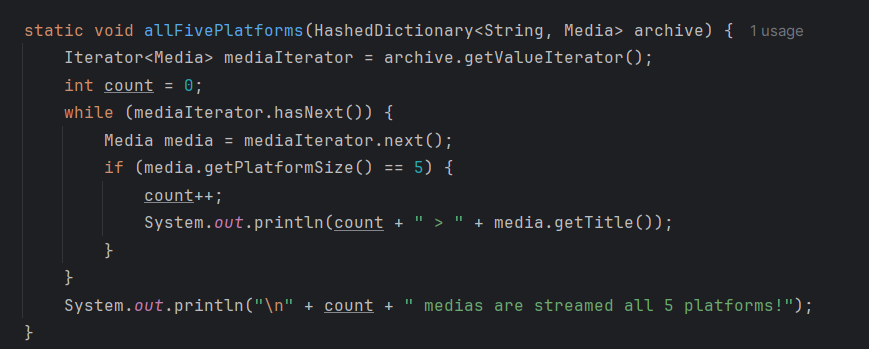 static void allFivePlatforms(HashedDictionary<String, Media> archive) {  1 usage
    Iterator<Media> mediaIterator = archive.getValueIterator();
    int count = 0;
    while (mediaIterator.hasNext()) {
        Media media = mediaIterator.next();
        if (media.getPlatformSize() == 5) {
            count++;
            System.out.println(count + " > " + media.getTitle());
        }
    }
    System.out.println("\n" + count + " medias are streamed all 5 platforms!");
}